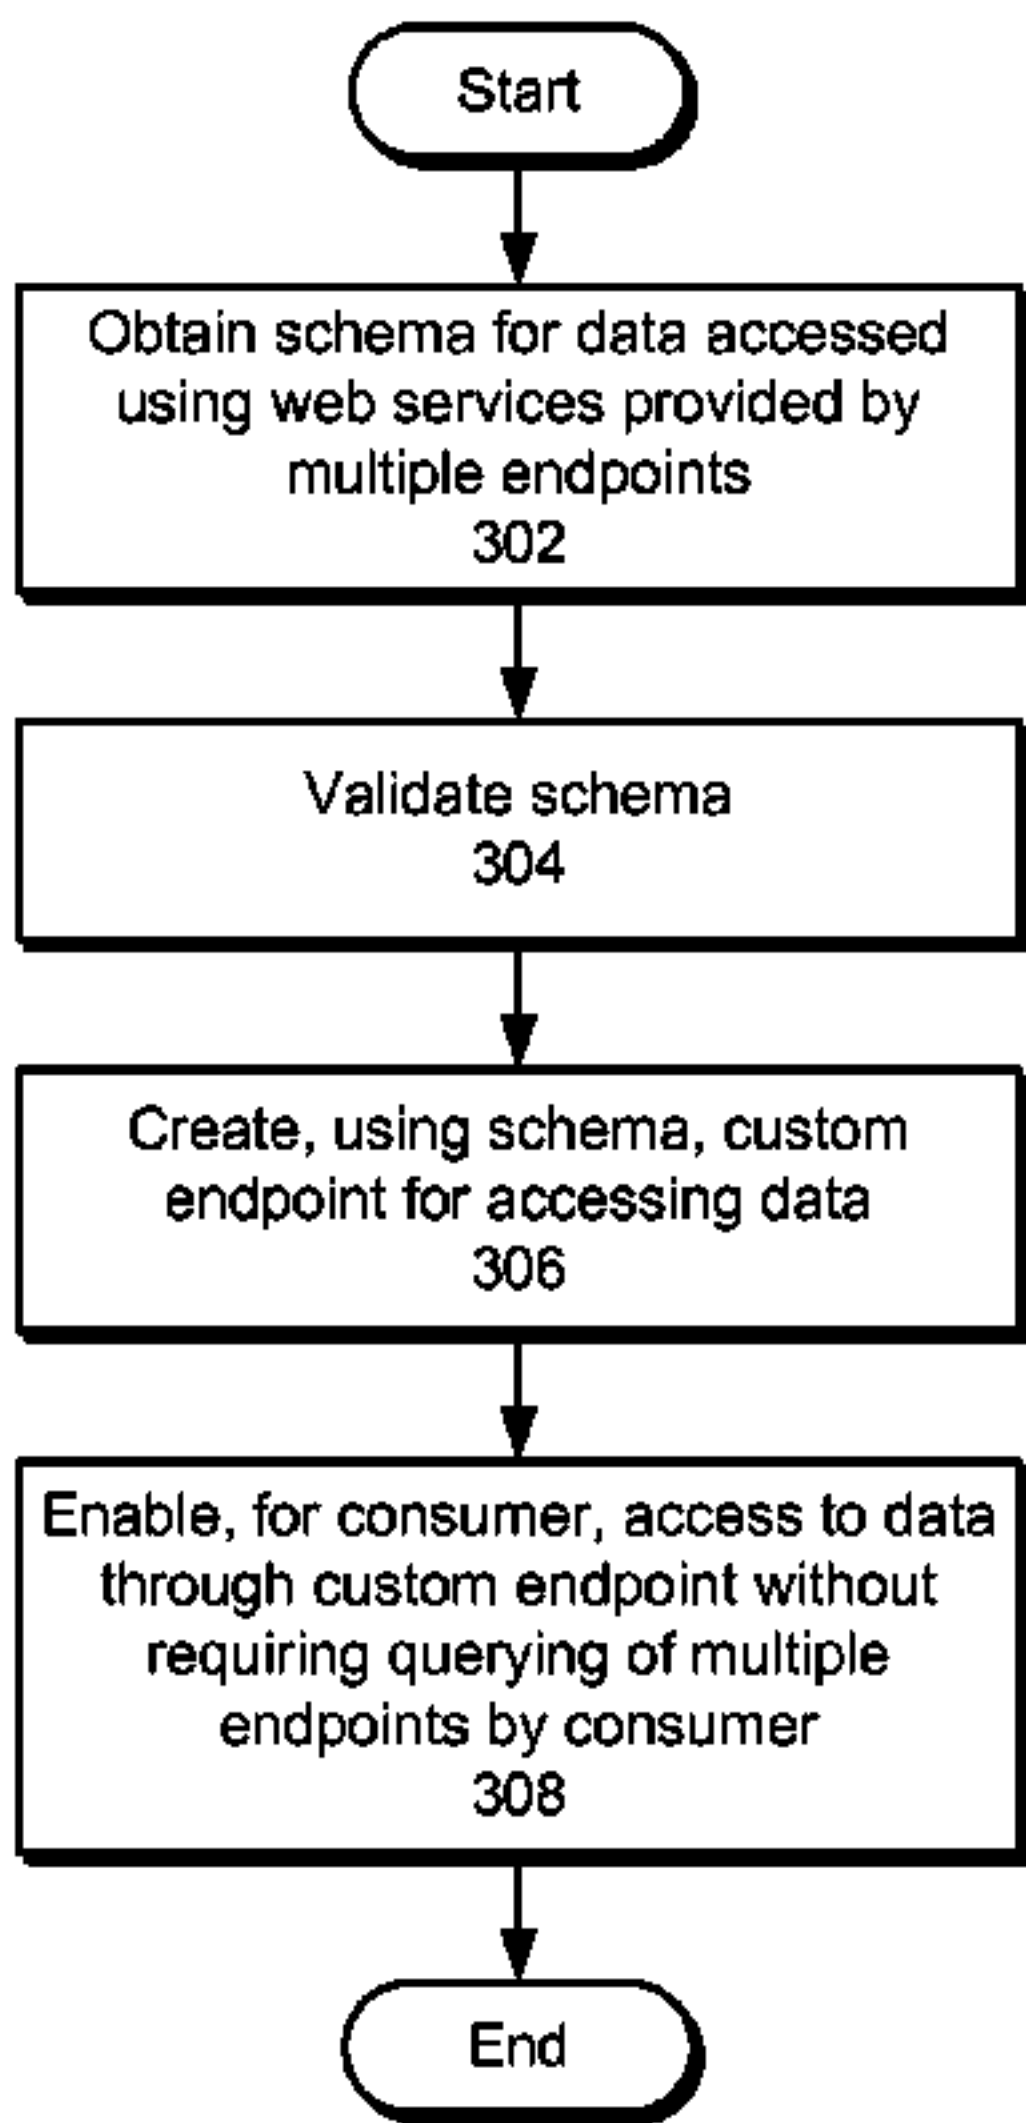 Start
Obtain schema for data accessed
using web services provided by
multiple endpoints
302
Validate schema
304
Create, using schema, custom
endpoint for accessing data
306
Enable, for consumer, access to data
through custom endpoint without
requiring querying of multiple
endpoints by consumer
308
End